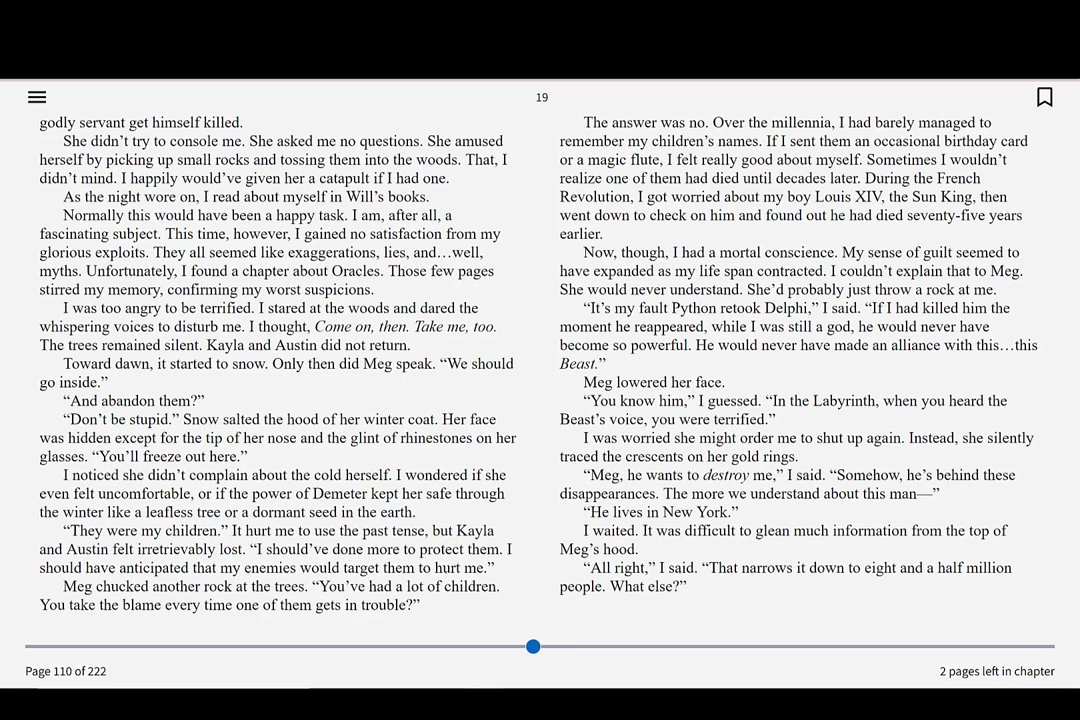 19
godly servant get himself killed.
She didn’t try to console me. She asked me no questions. She amused
herself by picking up small rocks and tossing them into the woods. That, I
didn’t mind. I happily would’ve given her a catapult if I had one.
As the night wore on, I read about myself in Will’s books.
Normally this would have been a happy task. I am, after all, a
fascinating subject. This time, however, I gained no satisfaction from my
glorious exploits. They all seemed like exaggerations, lies, and…well,
myths. Unfortunately, I found a chapter about Oracles. Those few pages
stirred my memory, confirming my worst suspicions.
I was too angry to be terrified. I stared at the woods and dared the
whispering voices to disturb me. I thought, Come on, then. Take me, too.
The trees remained silent. Kayla and Austin did not return.
Toward dawn, it started to snow. Only then did Meg speak. “We should
go inside.”
“And abandon them?”
“Don’t be stupid.” Snow salted the hood of her winter coat. Her face
was hidden except for the tip of her nose and the glint of rhinestones on her
glasses. “You’ll freeze out here.”
I noticed she didn’t complain about the cold herself. I wondered if she
even felt uncomfortable, or if the power of Demeter kept her safe through
the winter like a leafless tree or a dormant seed in the earth.
“They were my children.” It hurt me to use the past tense, but Kayla
and Austin felt irretrievably lost. “I should’ve done more to protect them. I
should have anticipated that my enemies would target them to hurt me.”
Meg chucked another rock at the trees. “You’ve had a lot of children.
You take the blame every time one of them gets in trouble?”
The answer was no. Over the millennia, I had barely managed to
remember my children’s names. If I sent them an occasional birthday card
or a magic flute, I felt really good about myself. Sometimes I wouldn’t
realize one of them had died until decades later. During the French
Revolution, I got worried about my boy Louis XIV, the Sun King, then
went down to check on him and found out he had died seventy-five years
earlier.
Now, though, I had a mortal conscience. My sense of guilt seemed to
have expanded as my life span contracted. I couldn’t explain that to Meg.
She would never understand. She’d probably just throw a rock at me.
“It’s my fault Python retook Delphi,” I said. “If I had killed him the
moment he reappeared, while I was still a god, he would never have
become so powerful. He would never have made an alliance with this…this
Beast.”
Meg lowered her face.
“You know him,” I guessed. “In the Labyrinth, when you heard the
Beast’s voice, you were terrified.”
I was worried she might order me to shut up again. Instead, she silently
traced the crescents on her gold rings.
“Meg, he wants to destroy me,” I said. “Somehow, he’s behind these
disappearances. The more we understand about this man—”
“He lives in New York.”
I waited. It was difficult to glean much information from the top of
Meg’s hood.
“All right,” I said. “That narrows it down to eight and a half million
people. What else?”
Page 110 of 222
2 pages left in chapter